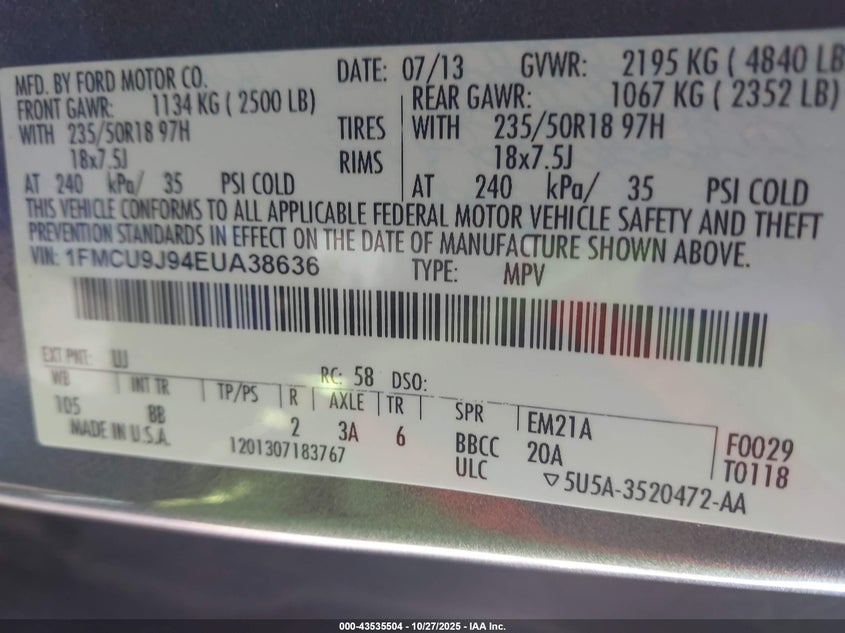 MFD. BY FORD MOTOR CO. DATE: 07/13 GVWR: 2195 KG ( 4840 LB
FRONT GAWR: 1134 KG ( 2500 LB) REAR GAWR: 1067 KG ( 2352 LB)
WITH 235/50R18 97H TIRES WITH 235/50R18 97H
18x7.5J RIMS 18x7.5J
AT 240 kPa/ 35 PSI COLD AT 240 kPa/ 35 PSI COLD
THIS VEHICLE CONFORMS TO ALL APPLICABLE FEDERAL MOTOR VEHICLE SAFETY AND THEFT
PREVENTION STANDARDS IN EFFECT ON THE DATE OF MANUFACTURE SHOWN ABOVE.
VIN: 1FMCU9J94EUA38636 TYPE: MPV
EXT PNT: UJ RC: 58 DSO:
WB INT TR TP/PS R AXLE TR SPR EM21A F0029
105 8B 2 3A 6 BBCC 20A T0118
MADE IN U.S.A. 1201307183767 ULC ▽5U5A-3520472-AA
000-43535504 - 10/27/2025 - IAA Inc.